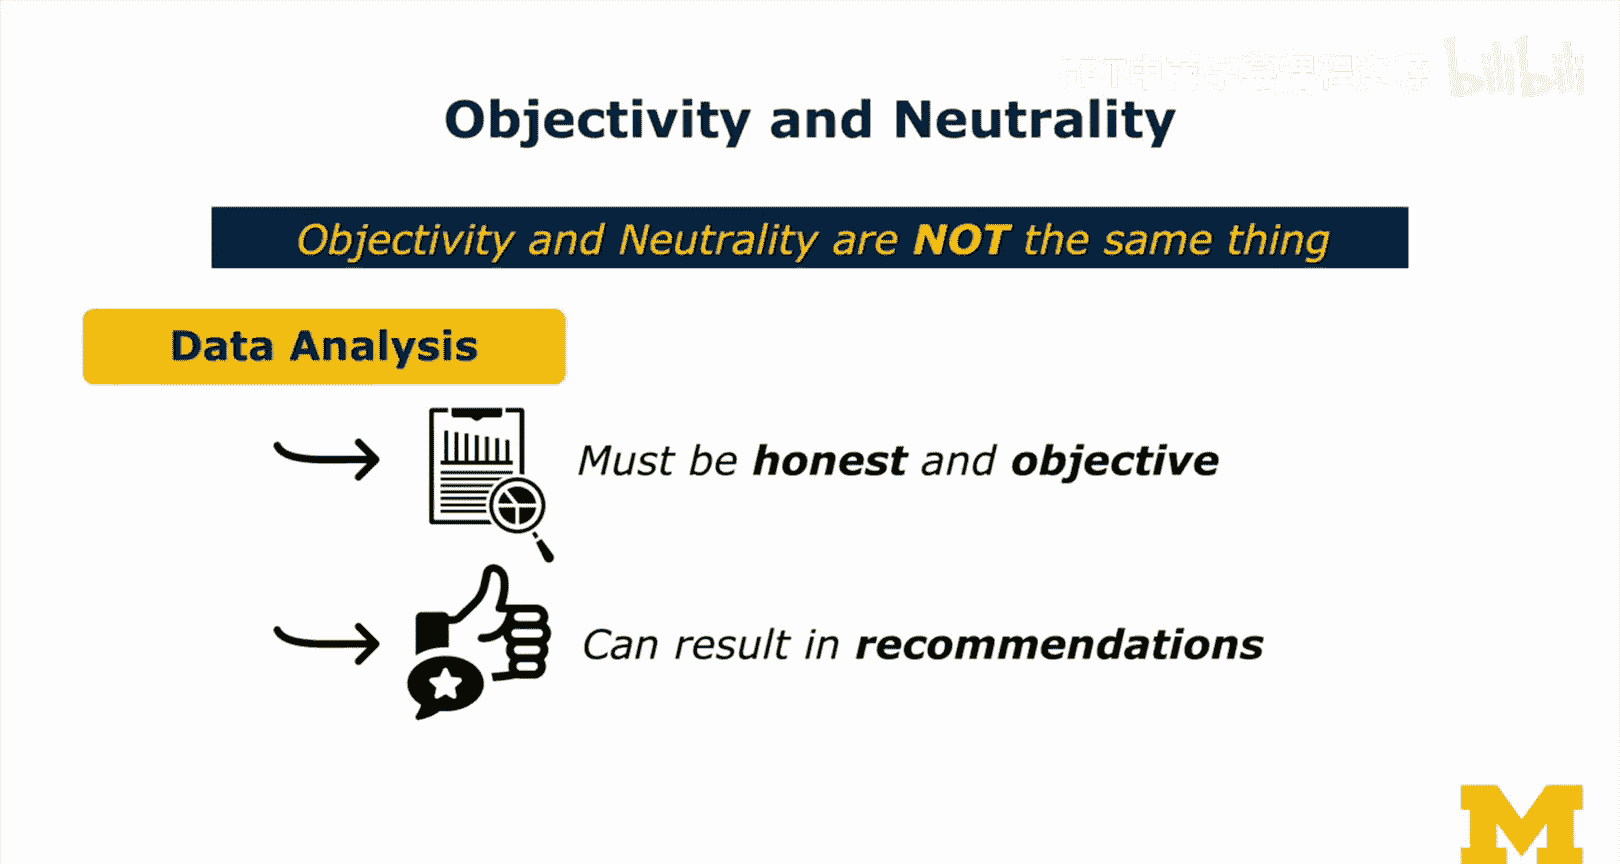 bilibili
Objectivity and Neutrality
Objectivity and Neutrality are NOT the same thing
Data Analysis
Must be honest and objective
Can result in recommendations
M